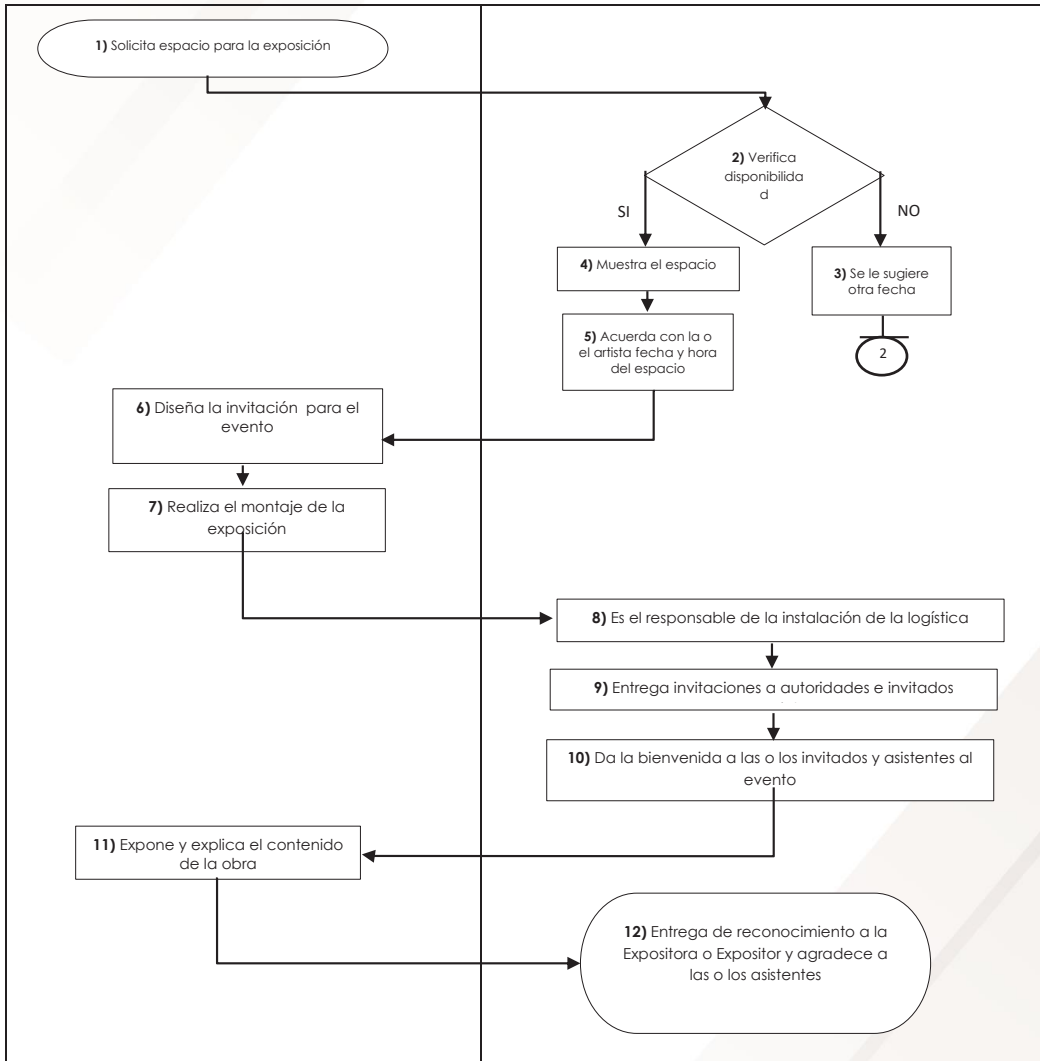 1) Solicita espacio para la exposición
2) Verifica
disponibilida
d
SI
NO
4) Muestra el espacio
3) Se le sugiere
otra fecha
5) Acuerda con la o
el artista fecha y hora
del espacio
2
6) Diseña la invitación para el
evento
7) Realiza el montaje de la
exposición
8) Es el responsable de la instalación de la logística
9) Entrega invitaciones a autoridades e invitados
10) Da la bienvenida a las o los invitados y asistentes al
evento
11) Expone y explica el contenido
de la obra
12) Entrega de reconocimiento a la
Expositora o Expositor y agradece a
las o los asistentes